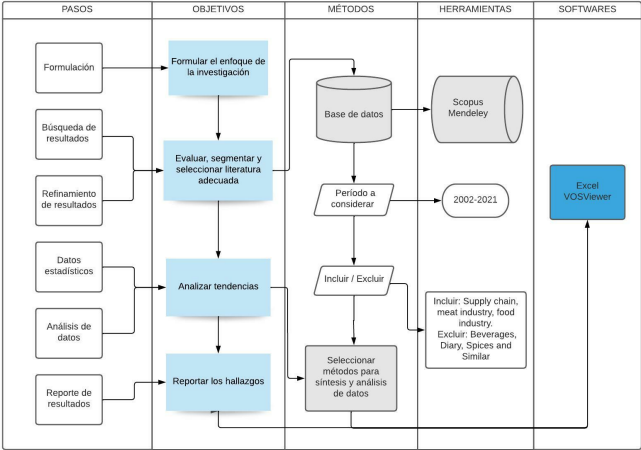 PASOS
OBJETIVOS
MÉTODOS
HERRAMIENTAS
SOFTWARES
Formulación
Búsqueda de
resultados
Refinamiento
de resultados
Datos
estadísticos
Análisis de
datos
Reporte de
resultados
Formular el enfoque de
la investigación
Evaluar, segmentar y
seleccionar literatura
adecuada
Analizar tendencias
Reportar los hallazgos
Base de datos
Período a
considerar
Incluir / Excluir
Seleccionar
métodos para
síntesis y análisis
de datos
Scopus
Mendeley
2002-2021
Incluir: Supply chain,
meat industry, food
industry.
Excluir: Beverages,
Diary, Spices and
Similar
Excel
VOSViewer